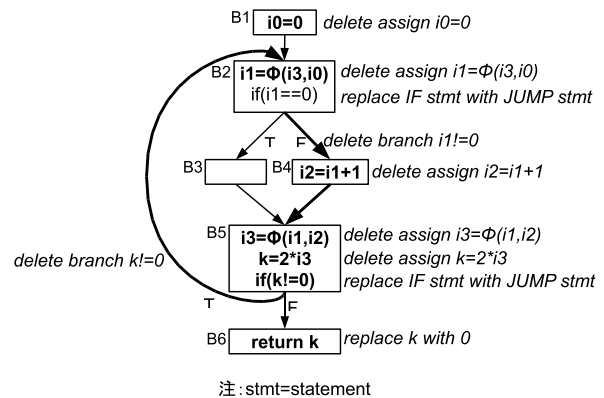 B1 i0=0 delete assign i0=0
B2 i1=Φ(i3,i0) delete assign i1=Φ(i3,i0)
if(i1==0) replace IF stmt with JUMP stmt
T F delete branch i1!=0
B3 B4 i2=i1+1 delete assign i2=i1+1
B5 i3=Φ(i1,i2) delete assign i3=Φ(i1,i2)
delete branch k!=0 k=2*i3 delete assign k=2*i3
if(k!=0) replace IF stmt with JUMP stmt
T F
B6 return k replace k with 0
注:stmt=statement